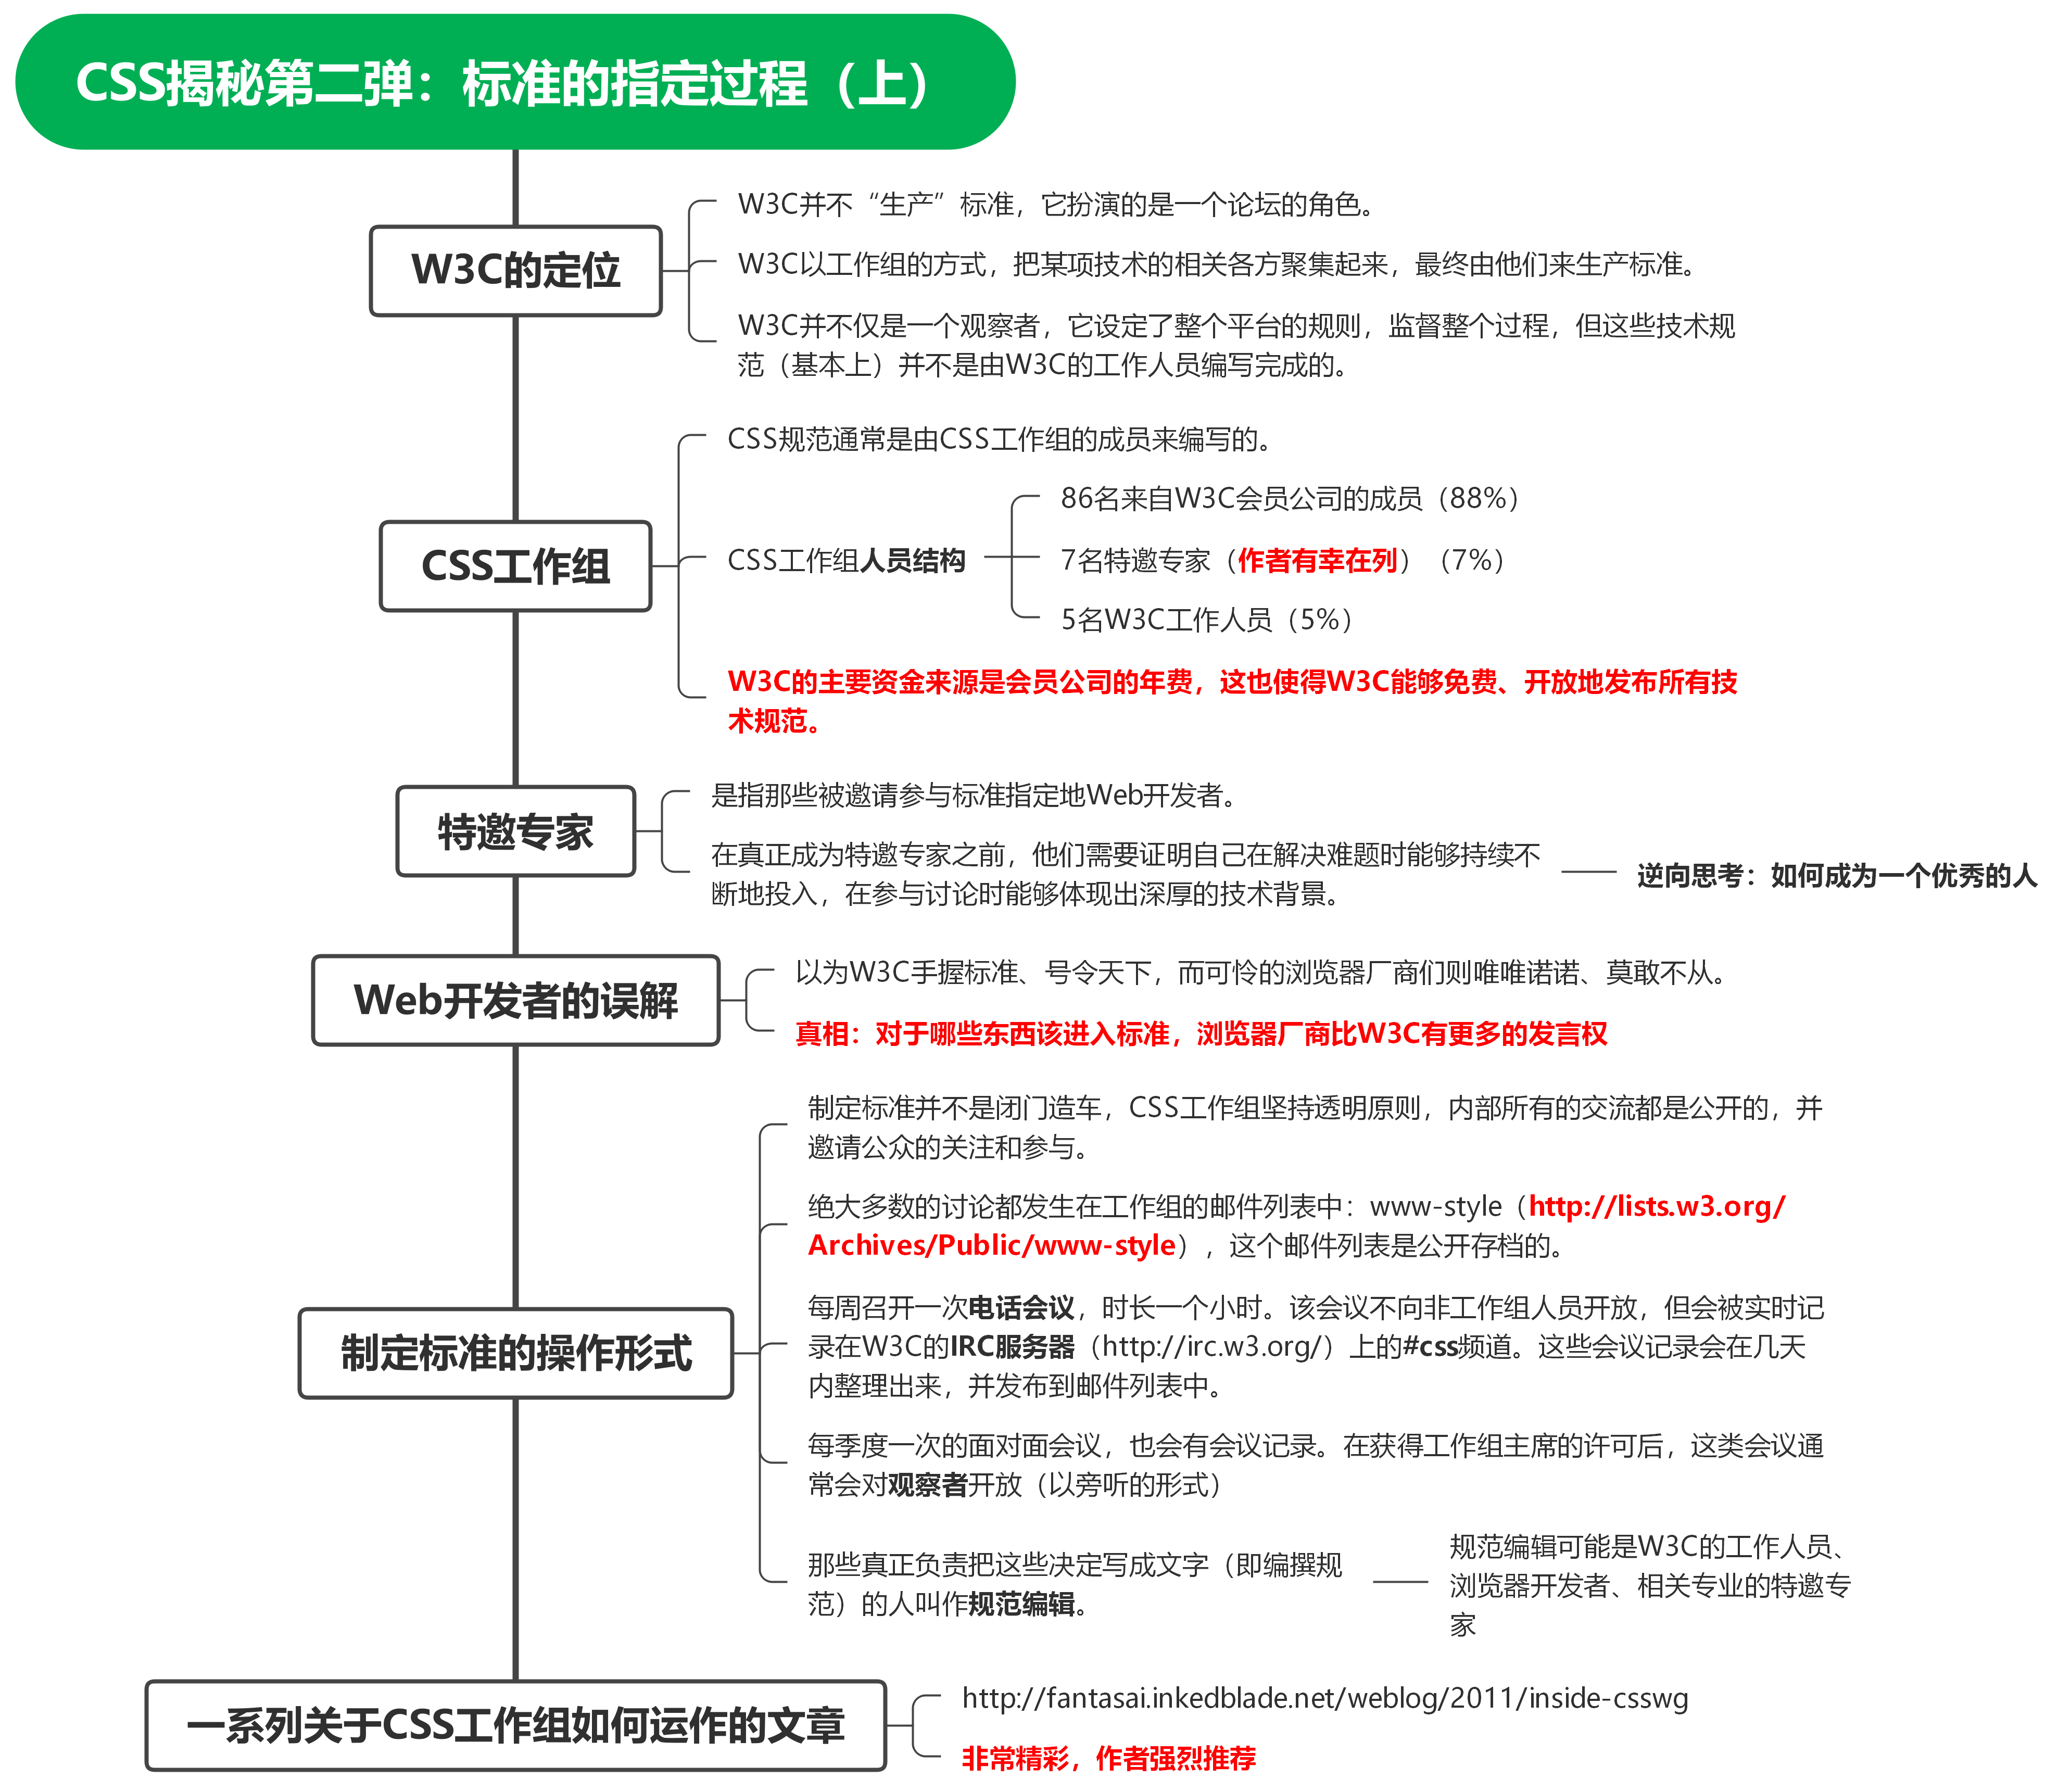 CSS揭秘第二弹：标准的指定过程（上）
W3C的定位
W3C并不“生产”标准，它扮演的是一个论坛的角色。
W3C以工作组的方式，把某项技术的相关各方聚集起来，最终由他们来生产标准。
W3C并不仅是一个观察者，它设定了整个平台的规则，监督整个过程，但这些技术规
范（基本上）并不是由W3C的工作人员编写完成的。
CSS工作组
CSS规范通常是由CSS工作组的成员来编写的。
CSS工作组人员结构
86名来自W3C会员公司的成员（88%）
7名特邀专家（作者有幸在列）（7%）
5名W3C工作人员（5%）
W3C的主要资金来源是会员公司的年费，这也使得W3C能够免费、开放地发布所有技
术规范。
特邀专家
是指那些被邀请参与标准指定地Web开发者。
在真正成为特邀专家之前，他们需要证明自己在解决难题时能够持续不
断地投入，在参与讨论时能够体现出深厚的技术背景。
逆向思考：如何成为一个优秀的人
Web开发者的误解
以为W3C手握标准、号令天下，而可怜的浏览器厂商们则唯唯诺诺、莫敢不从。
真相：对于哪些东西该进入标准，浏览器厂商比W3C有更多的发言权
制定标准的操作形式
制定标准并不是闭门造车，CSS工作组坚持透明原则，内部所有的交流都是公开的，并
邀请公众的关注和参与。
绝大多数的讨论都发生在工作组的邮件列表中：www-style（http://lists.w3.org/
Archives/Public/www-style），这个邮件列表是公开存档的。
每周召开一次电话会议，时长一个小时。该会议不向非工作组人员开放，但会被实时记
录在W3C的IRC服务器（http://irc.w3.org/）上的#css频道。这些会议记录会在几天
内整理出来，并发布到邮件列表中。
每季度一次的面对面会议，也会有会议记录。在获得工作组主席的许可后，这类会议通
常会对观察者开放（以旁听的形式）
那些真正负责把这些决定写成文字（即编撰规
范）的人叫作规范编辑。
规范编辑可能是W3C的工作人员、
浏览器开发者、相关专业的特邀专
家
一系列关于CSS工作组如何运作的文章
http://fantasai.inkedblade.net/weblog/2011/inside-csswg
非常精彩，作者强烈推荐